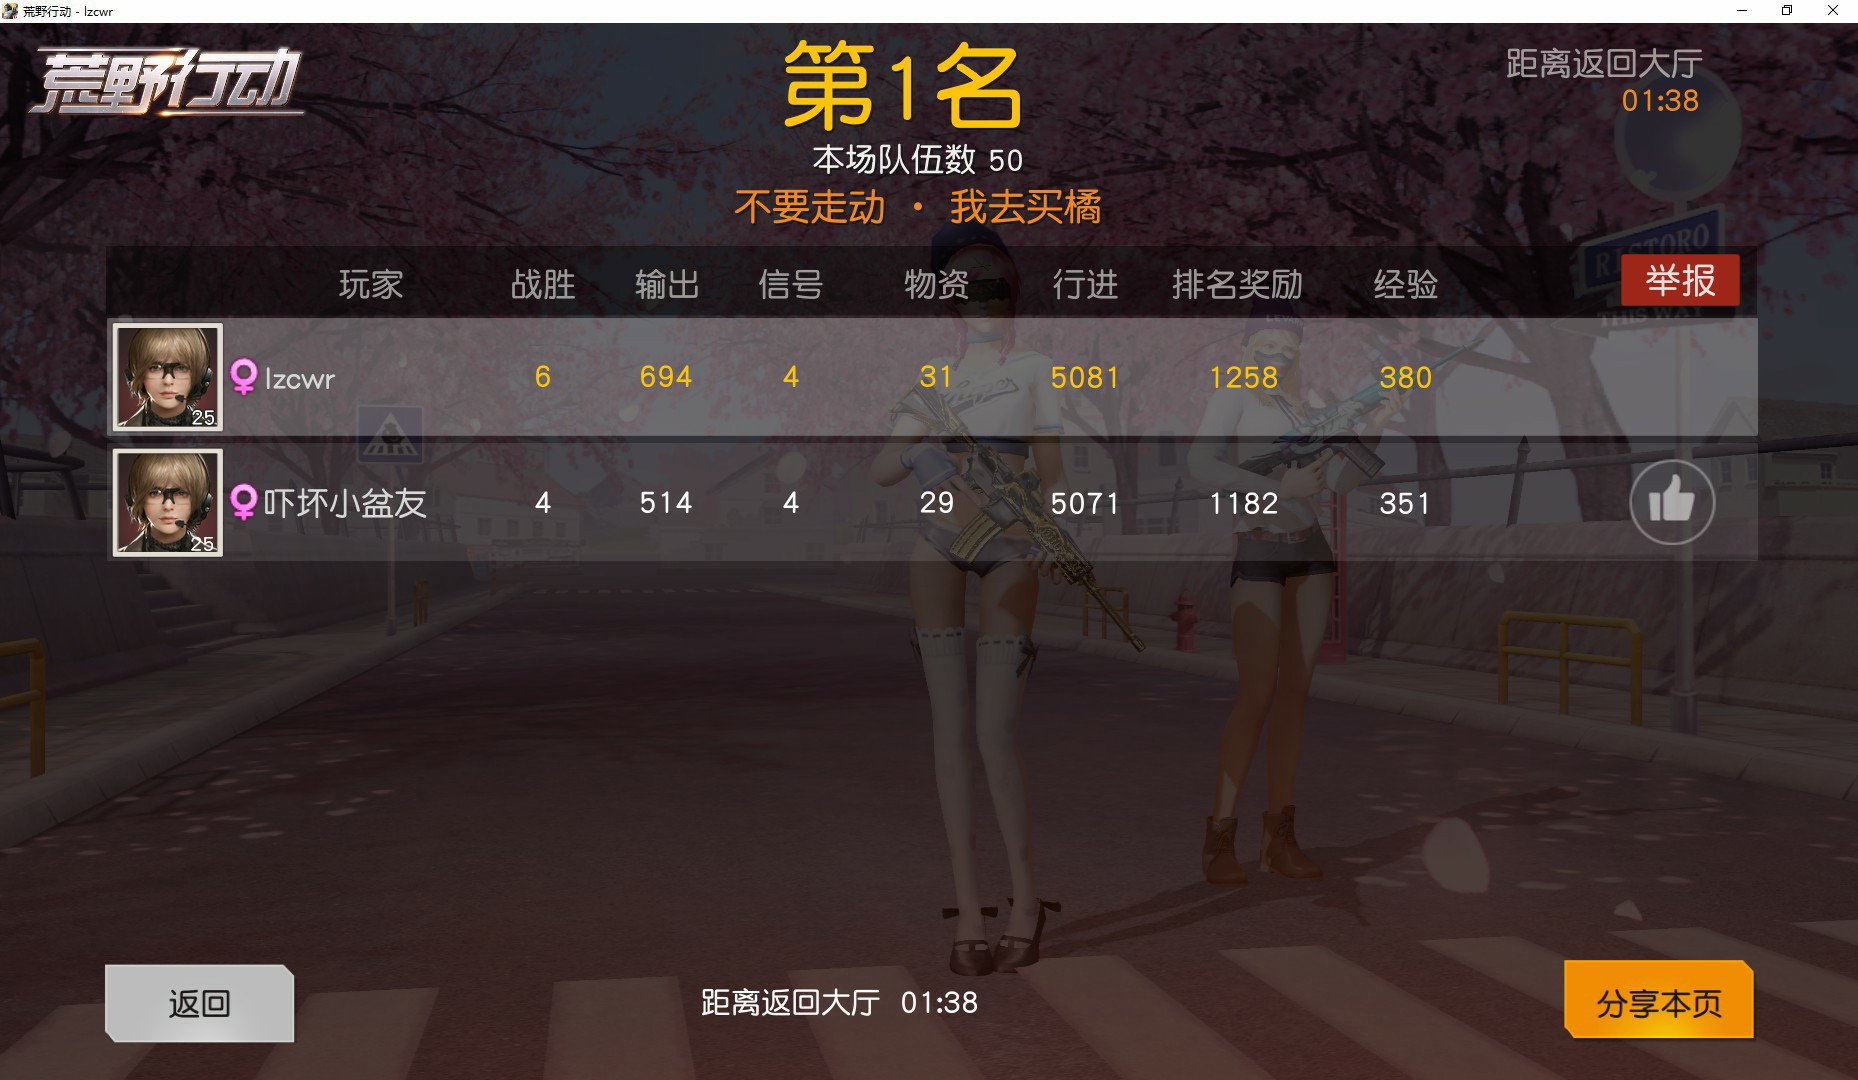 荒野行动 - lzcwr
荒野行动
第1名
距离返回大厅
01:38
本场队伍数 50
不要走动 · 我去买橘
玩家 战胜 输出 信号 物资 行进 排名奖励 经验 举报
lzcwr 6 694 4 31 5081 1258 380
25
吓坏小盆友 4 514 4 29 5071 1182 351
25
THIS WAY
返回
距离返回大厅 01:38
分享本页